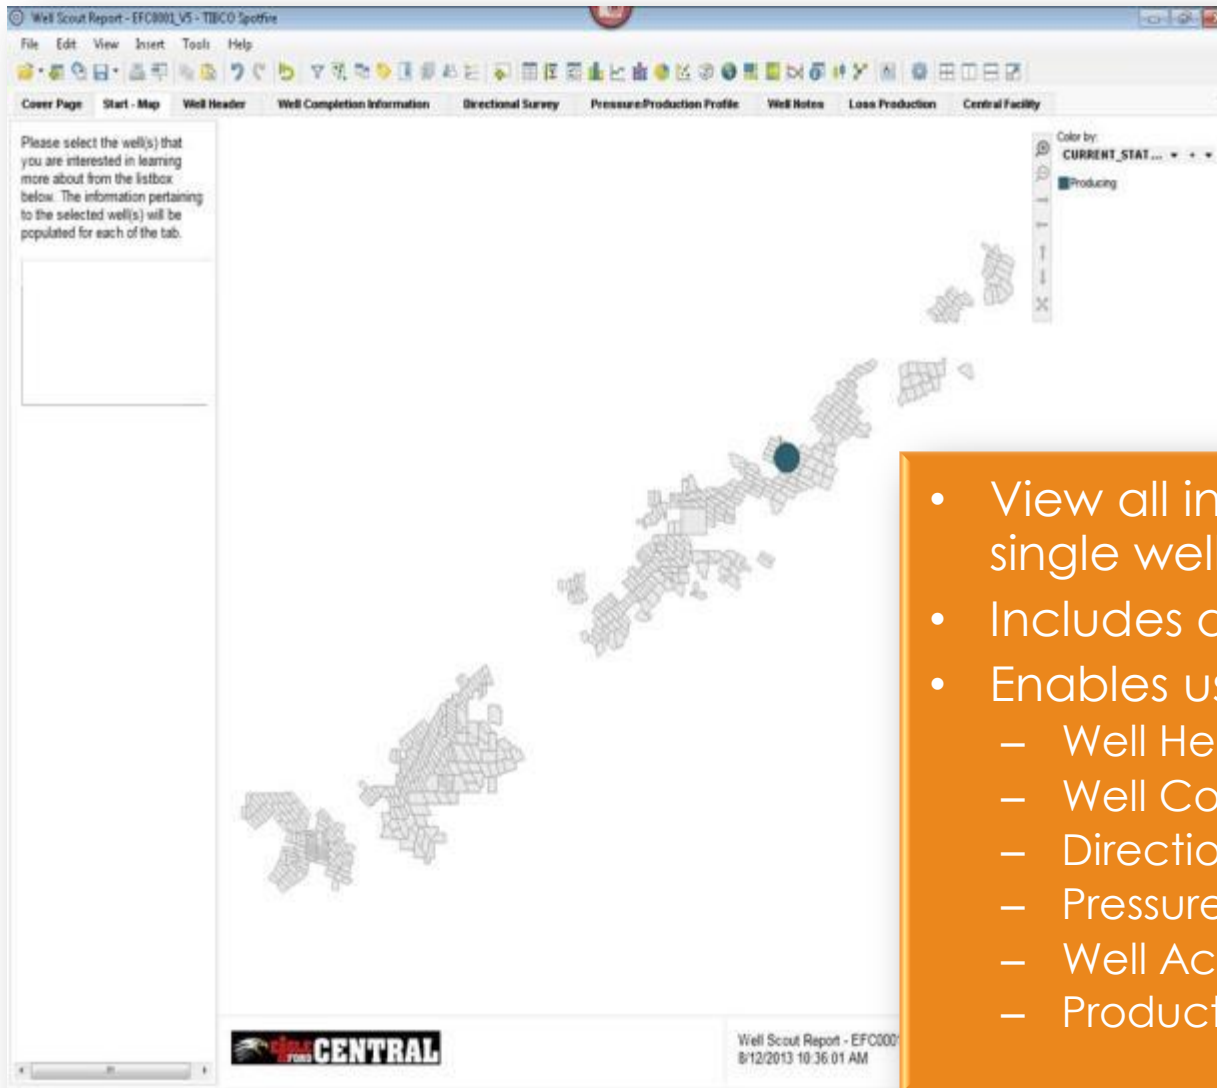 Well Scout Report - EFC0001_V5 - TIBCO Spotfire
File Edit View Insert Tools Help
Cover Page Start - Map Well Header Well Completion Information Directional Survey Pressure/Production Profile Well Notes Loss Production Central Facility
Please select the well(s) that
you are interested in learning
more about from the listbox
below. The information pertaining
to the selected well(s) will be
populated for each of the tab.
Color by:
CURRENT_STAT...
Producing
• View all in
single wel
• Includes
• Enables us
– Well He
– Well Co
– Directio
– Pressure
– Well Ac
– Product
EAGLE
FORD
CENTRAL
Well Scout Report - EFC000
8/12/2013 10:36:01 AM